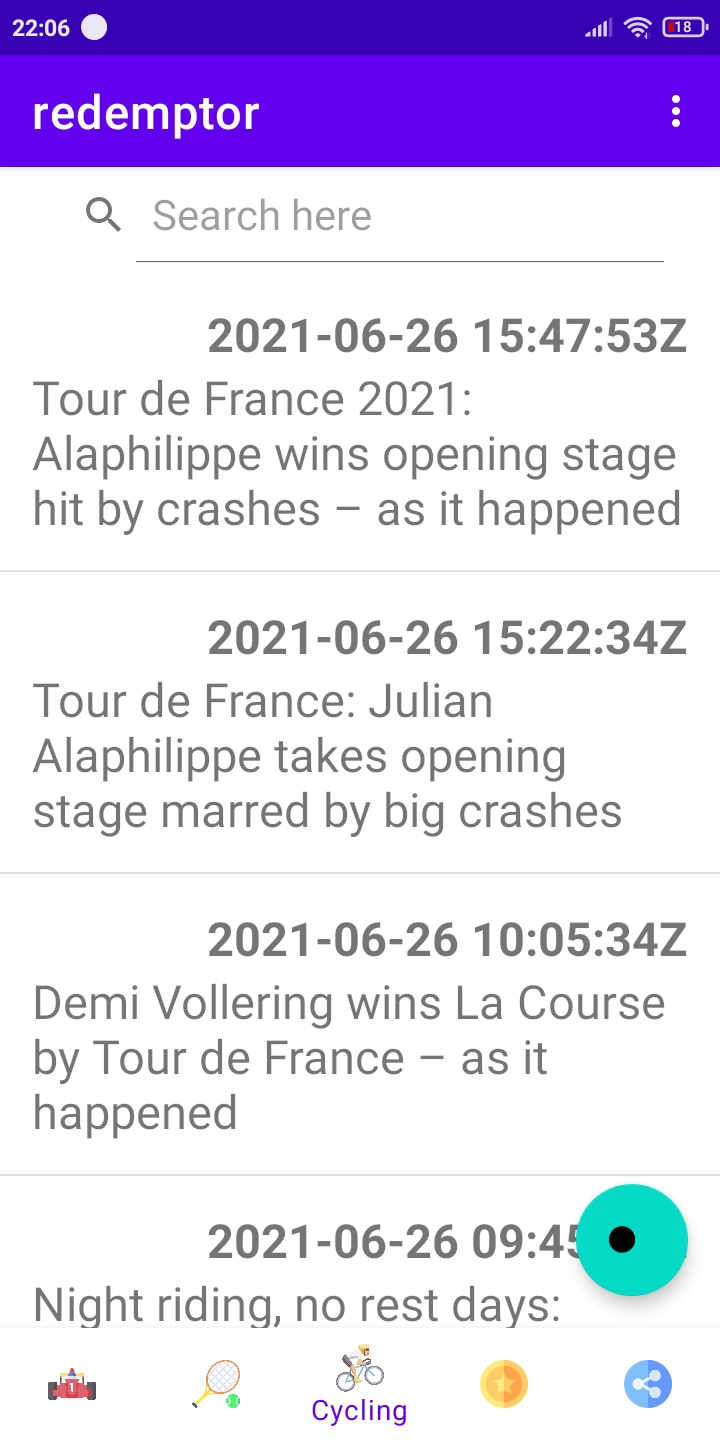 22:06
18
redemptor
Search here
2021-06-26 15:47:53Z
Tour de France 2021:
Alaphilippe wins opening stage
hit by crashes – as it happened
2021-06-26 15:22:34Z
Tour de France: Julian
Alaphilippe takes opening
stage marred by big crashes
2021-06-26 10:05:34Z
Demi Vollering wins La Course
by Tour de France – as it
happened
2021-06-26 09:45
Night riding, no rest days:
1
Cycling